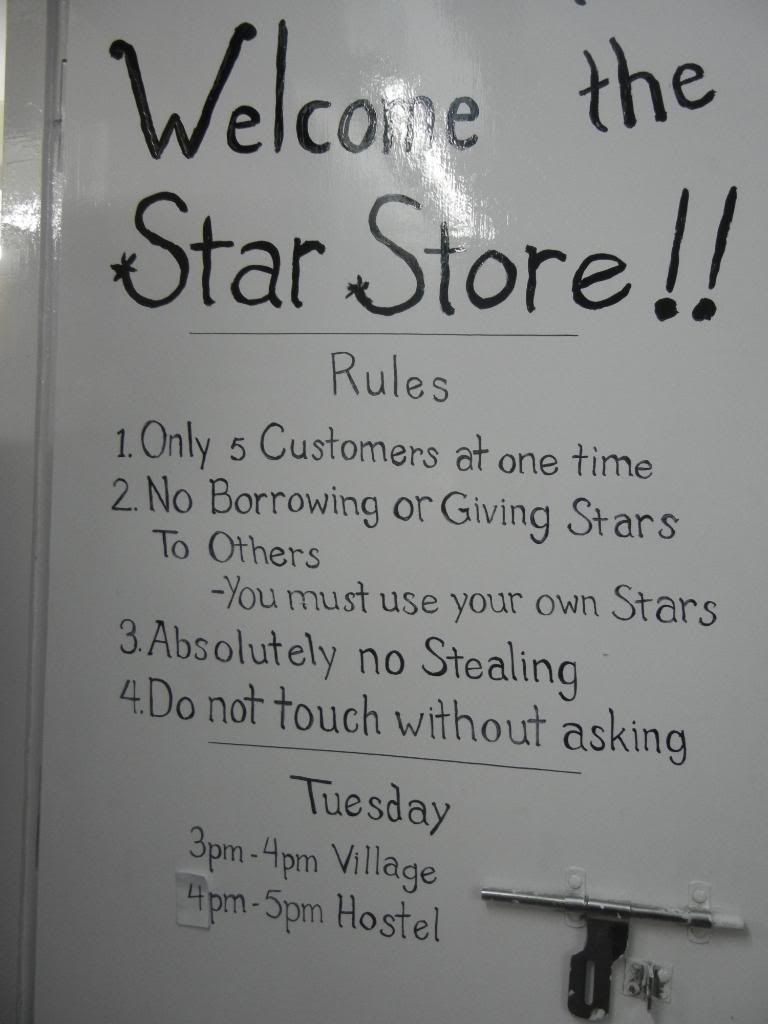 Welcome the
Star Store!!
Rules
1. Only 5 Customers at one time
2. No Borrowing or Giving Stars
To Others
-You must use your own Stars
3. Absolutely no Stealing
4. Do not touch without asking
Tuesday
3pm-4pm Village
4pm-5pm Hostel